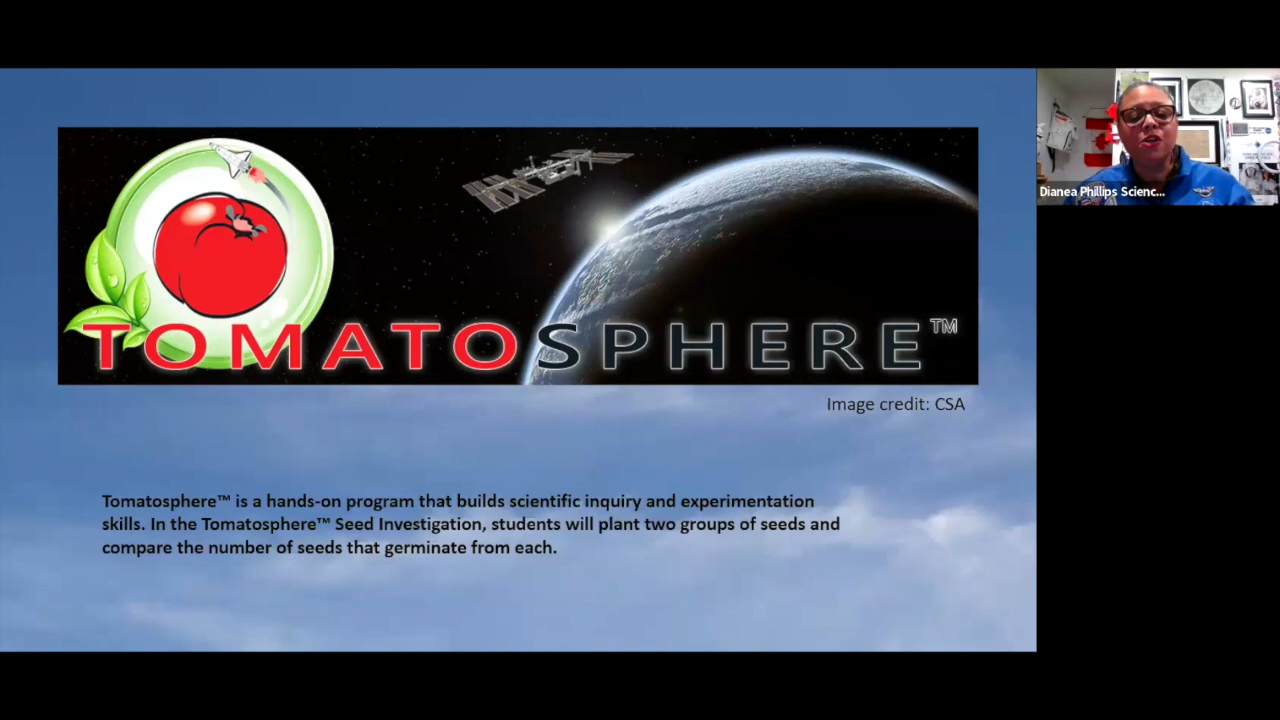 TOMATOSPHERE™
Image credit: CSA
Tomatosphere™ is a hands-on program that builds scientific inquiry and experimentation
skills. In the Tomatosphere™ Seed Investigation, students will plant two groups of seeds and
compare the number of seeds that germinate from each.
Dianea Phillips Scienc...